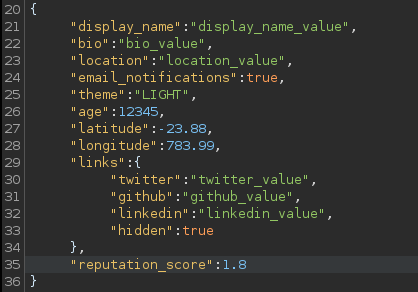 20 {
21 "display_name":"display_name_value",
22 "bio":"bio_value",
23 "location":"location_value",
24 "email_notifications":true,
25 "theme":"LIGHT",
26 "age":12345,
27 "latitude":-23.88,
28 "longitude":783.99,
29 "links":{
30 "twitter":"twitter_value",
31 "github":"github_value",
32 "linkedin":"linkedin_value",
33 "hidden":true
34 },
35 "reputation_score":1.8
36 }